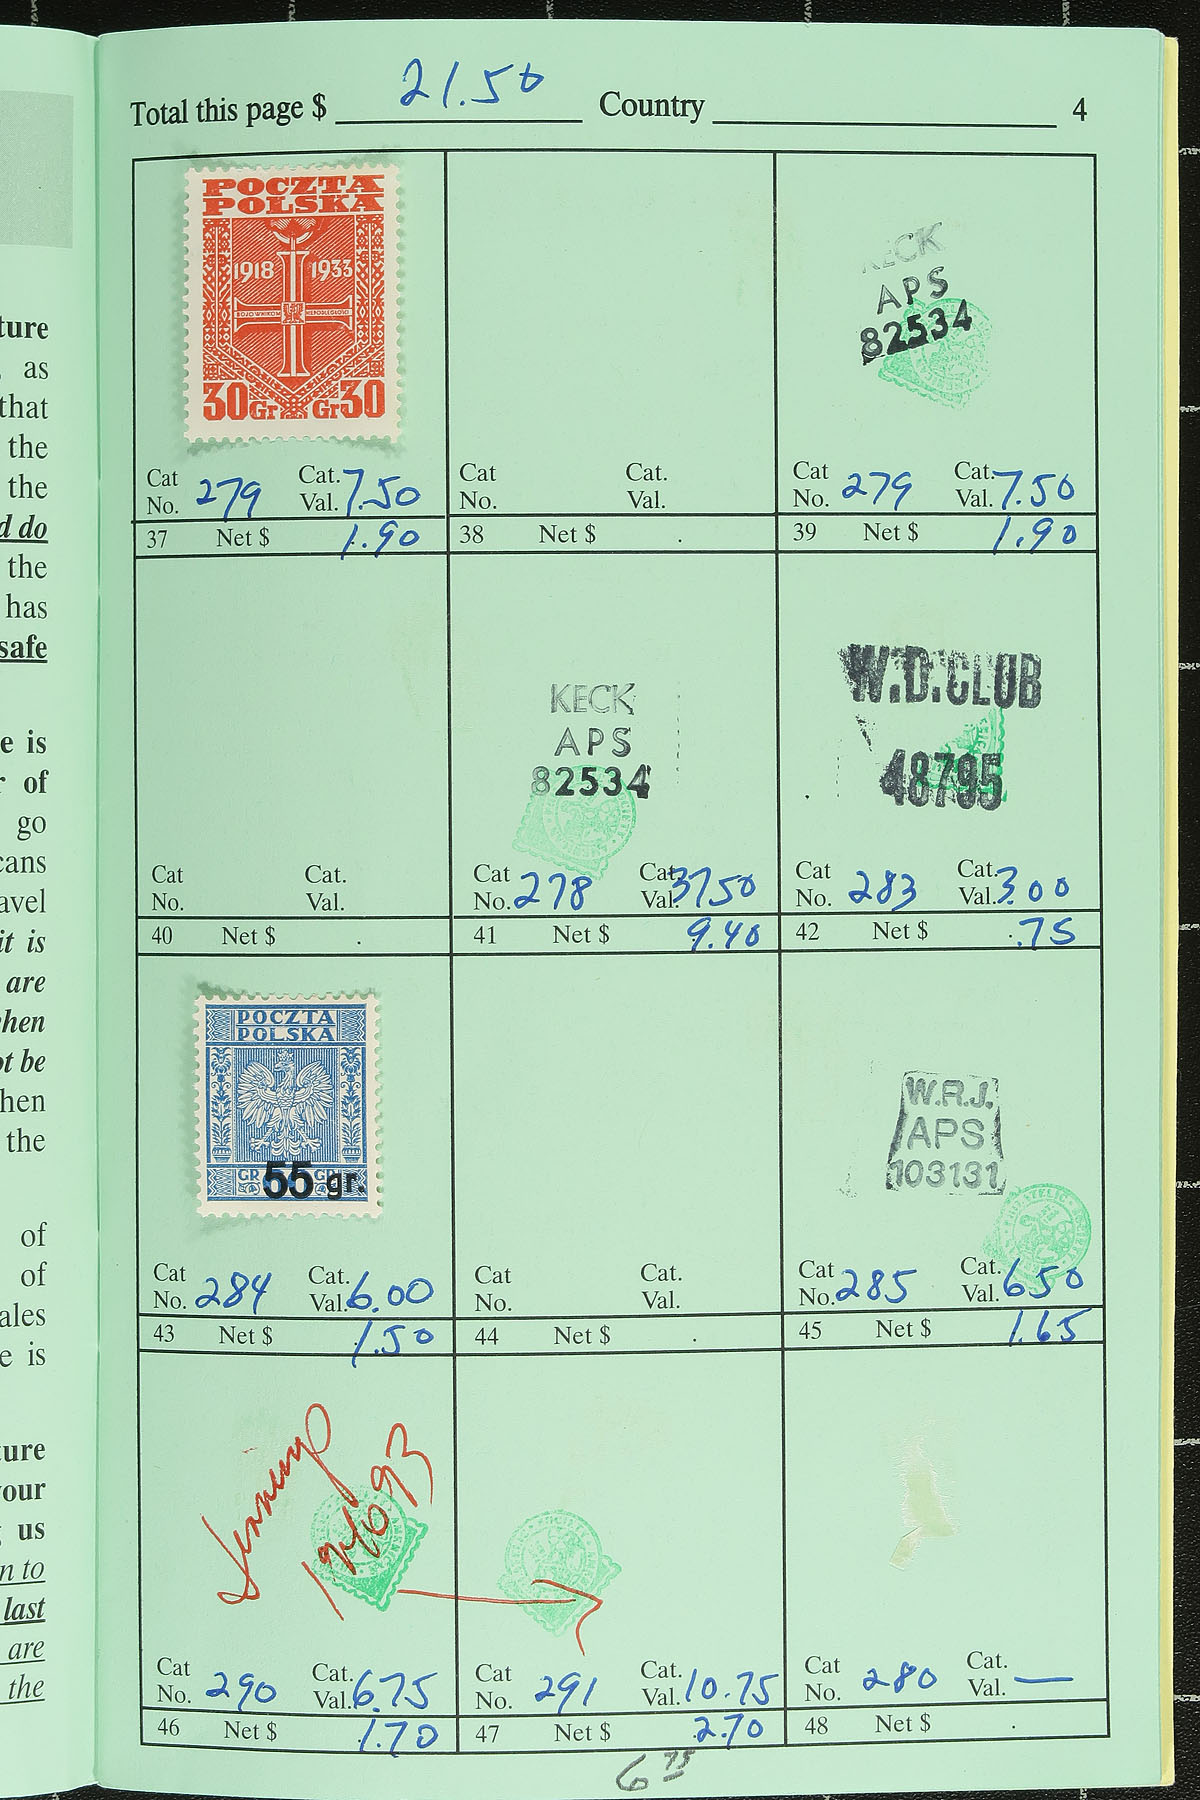 Total this page $ 21.50 Country 4
POCZTA
POLSKA
1918 1933
BOJOWNIKOM NIEPODLEGŁOŚCI
30 Gr Gr 30
Cat No. 279 Cat. Val. 7.50
37 Net $ 1.90
Cat No. Cat. Val.
38 Net $ .
KECK
APS
82534
Cat No. 279 Cat. Val. 7.50
39 Net $ 1.90
Cat No. Cat. Val.
40 Net $ .
KECK
APS
82534
Cat No. 278 Cat. Val. 37.50
41 Net $ 9.40
W.D.CLUB
48795
Cat No. 283 Cat. Val. 3.00
42 Net $ .75
POCZTA
POLSKA
GR 55 gr. GR
Cat No. 284 Cat. Val. 6.00
43 Net $ 1.50
Cat No. Cat. Val.
44 Net $ .
W.R.J.
APS
103131
Cat No. 285 Cat. Val. 6.50
45 Net $ 1.65
Cat No. 290 Cat. Val. 6.75
46 Net $ 1.70
Cat No. 291 Cat. Val. 10.75
47 Net $ 2.70
Cat No. 280 Cat. Val. —
48 Net $ .
6 75
ture
as
that
the
the
d do
the
has
safe
e is
r of
go
cans
avel
it is
are
when
ot be
hen
the
of
of
ales
e is
ture
your
us
n to
last
are
the